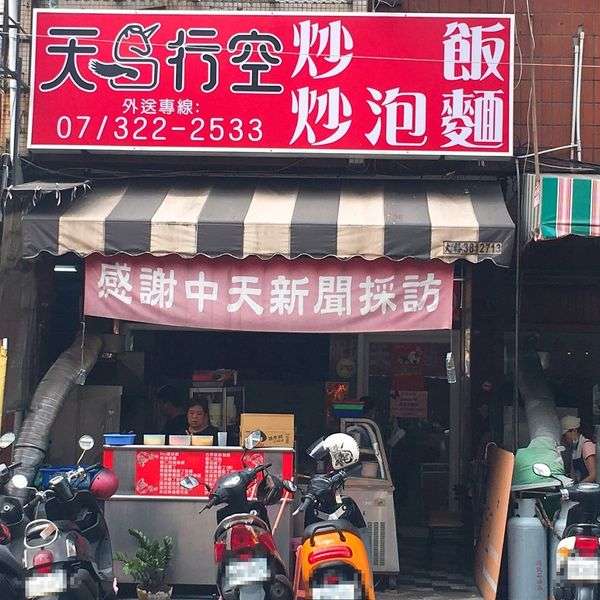 天馬行空
炒飯
炒泡麵
外送專線:
07/322-2533
感謝中天新聞採訪